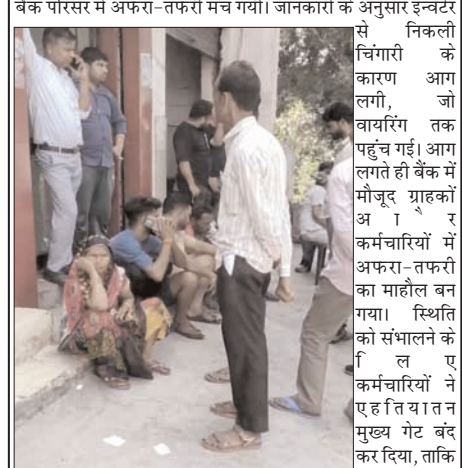 बैंक परिसर में अफरा-तफरी मच गयी। जानकारी के अनुसार इन्वर्टर
से निकली
चिंगारी के
कारण आग
लगी, जो
वायरिंग तक
पहुंच गई। आग
लगते ही बैंक में
मौजूद ग्राहकों
और
कर्मचारियों में
अफरा-तफरी
का माहौल बन
गया। स्थिति
को संभालने के
लिए
कर्मचारियों ने
एहतियातन
मुख्य गेट बंद
कर दिया, ताकि